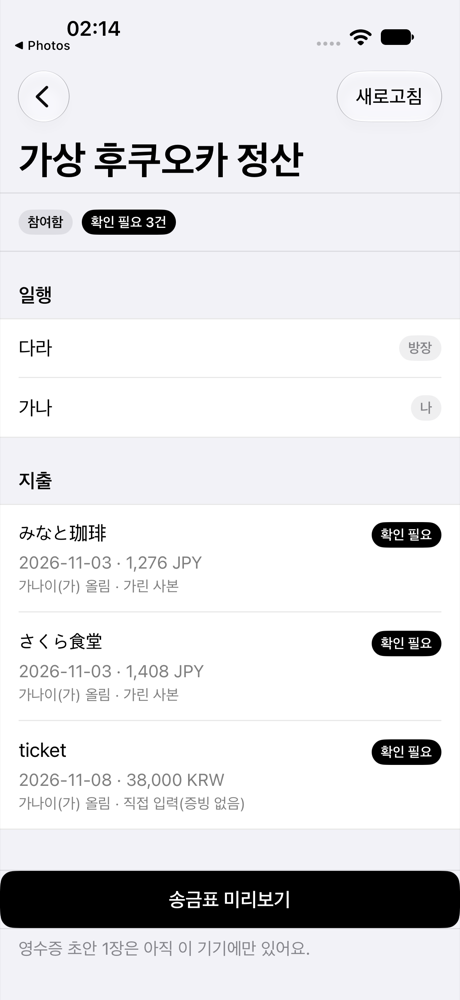 02:14
◀ Photos
새로고침
가상 후쿠오카 정산
참여함
확인 필요 3건
일행
다라
방장
가나
나
지출
みなと珈琲
확인 필요
2026-11-03 · 1,276 JPY
가나이(가) 올림 · 가린 사본
さくら食堂
확인 필요
2026-11-03 · 1,408 JPY
가나이(가) 올림 · 가린 사본
ticket
확인 필요
2026-11-08 · 38,000 KRW
가나이(가) 올림 · 직접 입력(증빙 없음)
송금표 미리보기
영수증 초안 1장은 아직 이 기기에만 있어요.